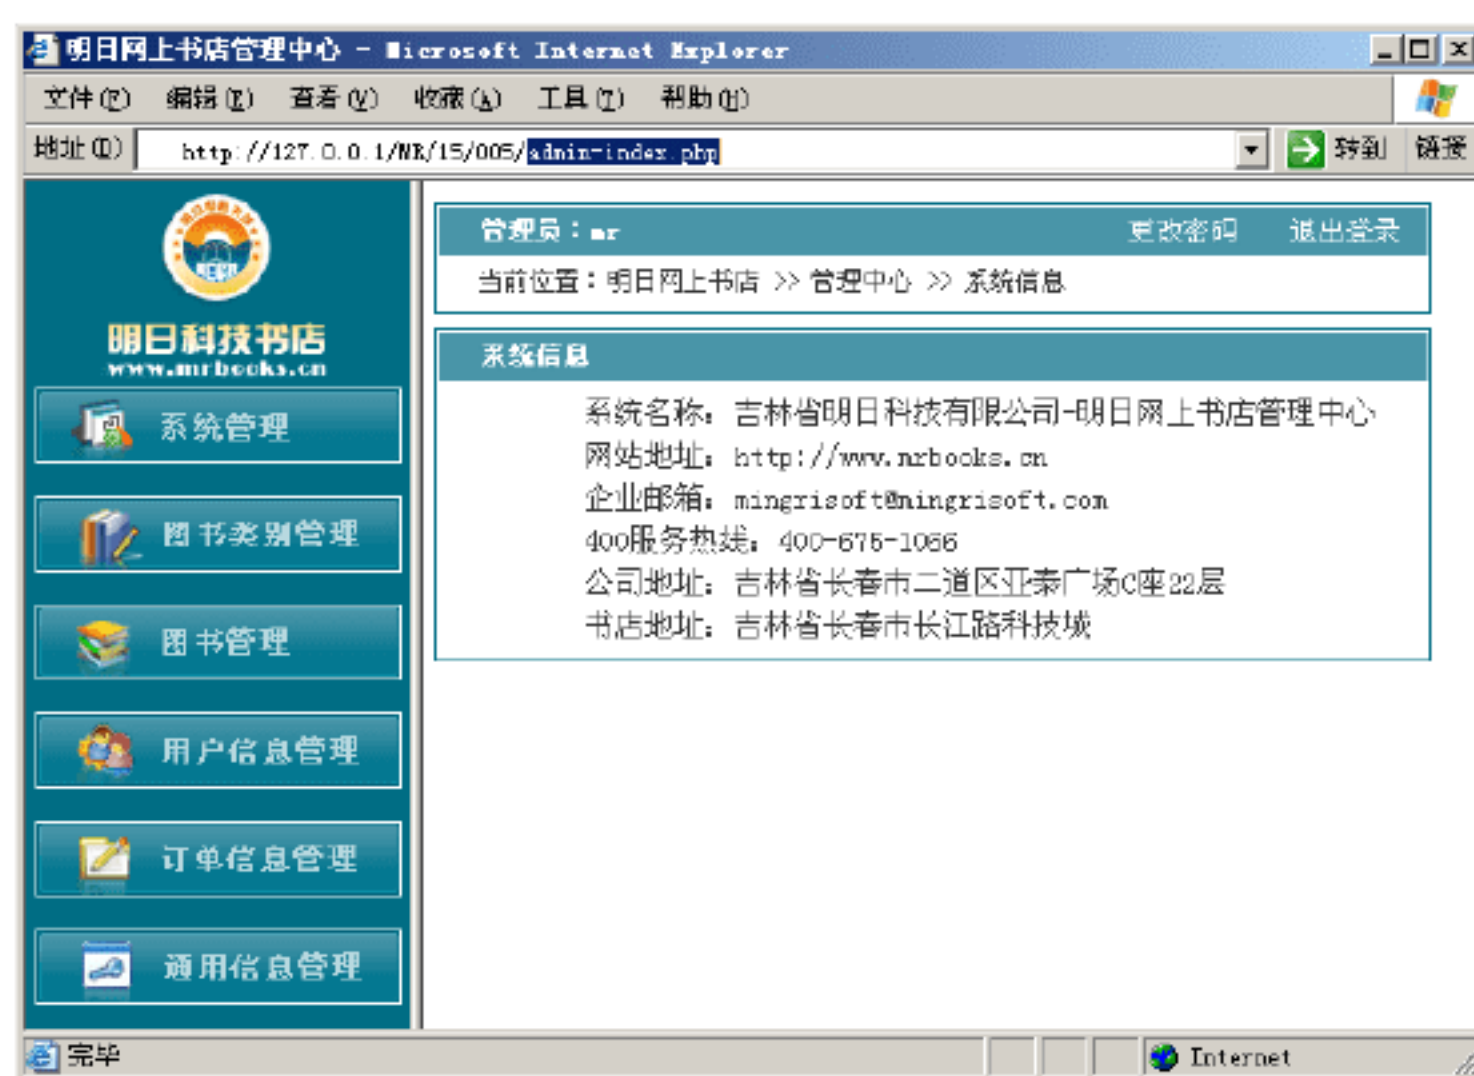 明日网上书店管理中心 - Microsoft Internet Explorer
文件(F) 编辑(E) 查看(V) 收藏(A) 工具(T) 帮助(H)
地址(D) http://127.0.0.1/MR/15/005/admin-index.php 转到 链接
明日科技书店
www.mrbooks.cn
系统管理
图书类别管理
图书管理
用户信息管理
订单信息管理
通用信息管理
管理员：mr 更改密码 退出登录
当前位置：明日网上书店 >> 管理中心 >> 系统信息
系统信息
系统名称：吉林省明日科技有限公司-明日网上书店管理中心
网站地址：http://www.mrbooks.cn
企业邮箱：mingrisoft@mingrisoft.com
400服务热线：400-675-1066
公司地址：吉林省长春市二道区亚泰广场C座22层
书店地址：吉林省长春市长江路科技城
完毕 Internet